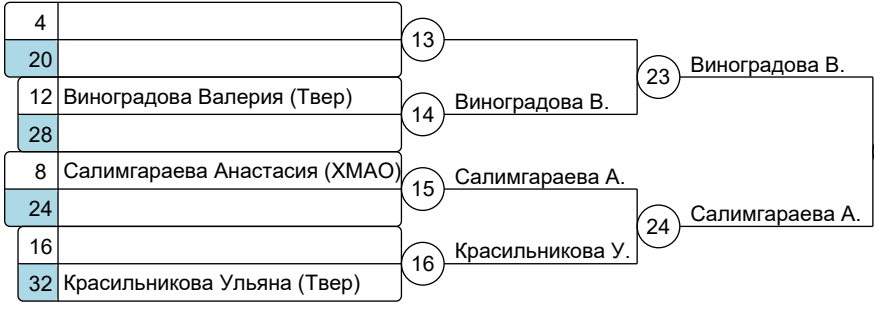 4
13
20
23 Виноградова В.
12 Виноградова Валерия (Твер)
14 Виноградова В.
28
8 Салимгараева Анастасия (ХМАО)
15 Салимгараева А.
24
24 Салимгараева А.
16
16 Красильникова У.
32 Красильникова Ульяна (Твер)